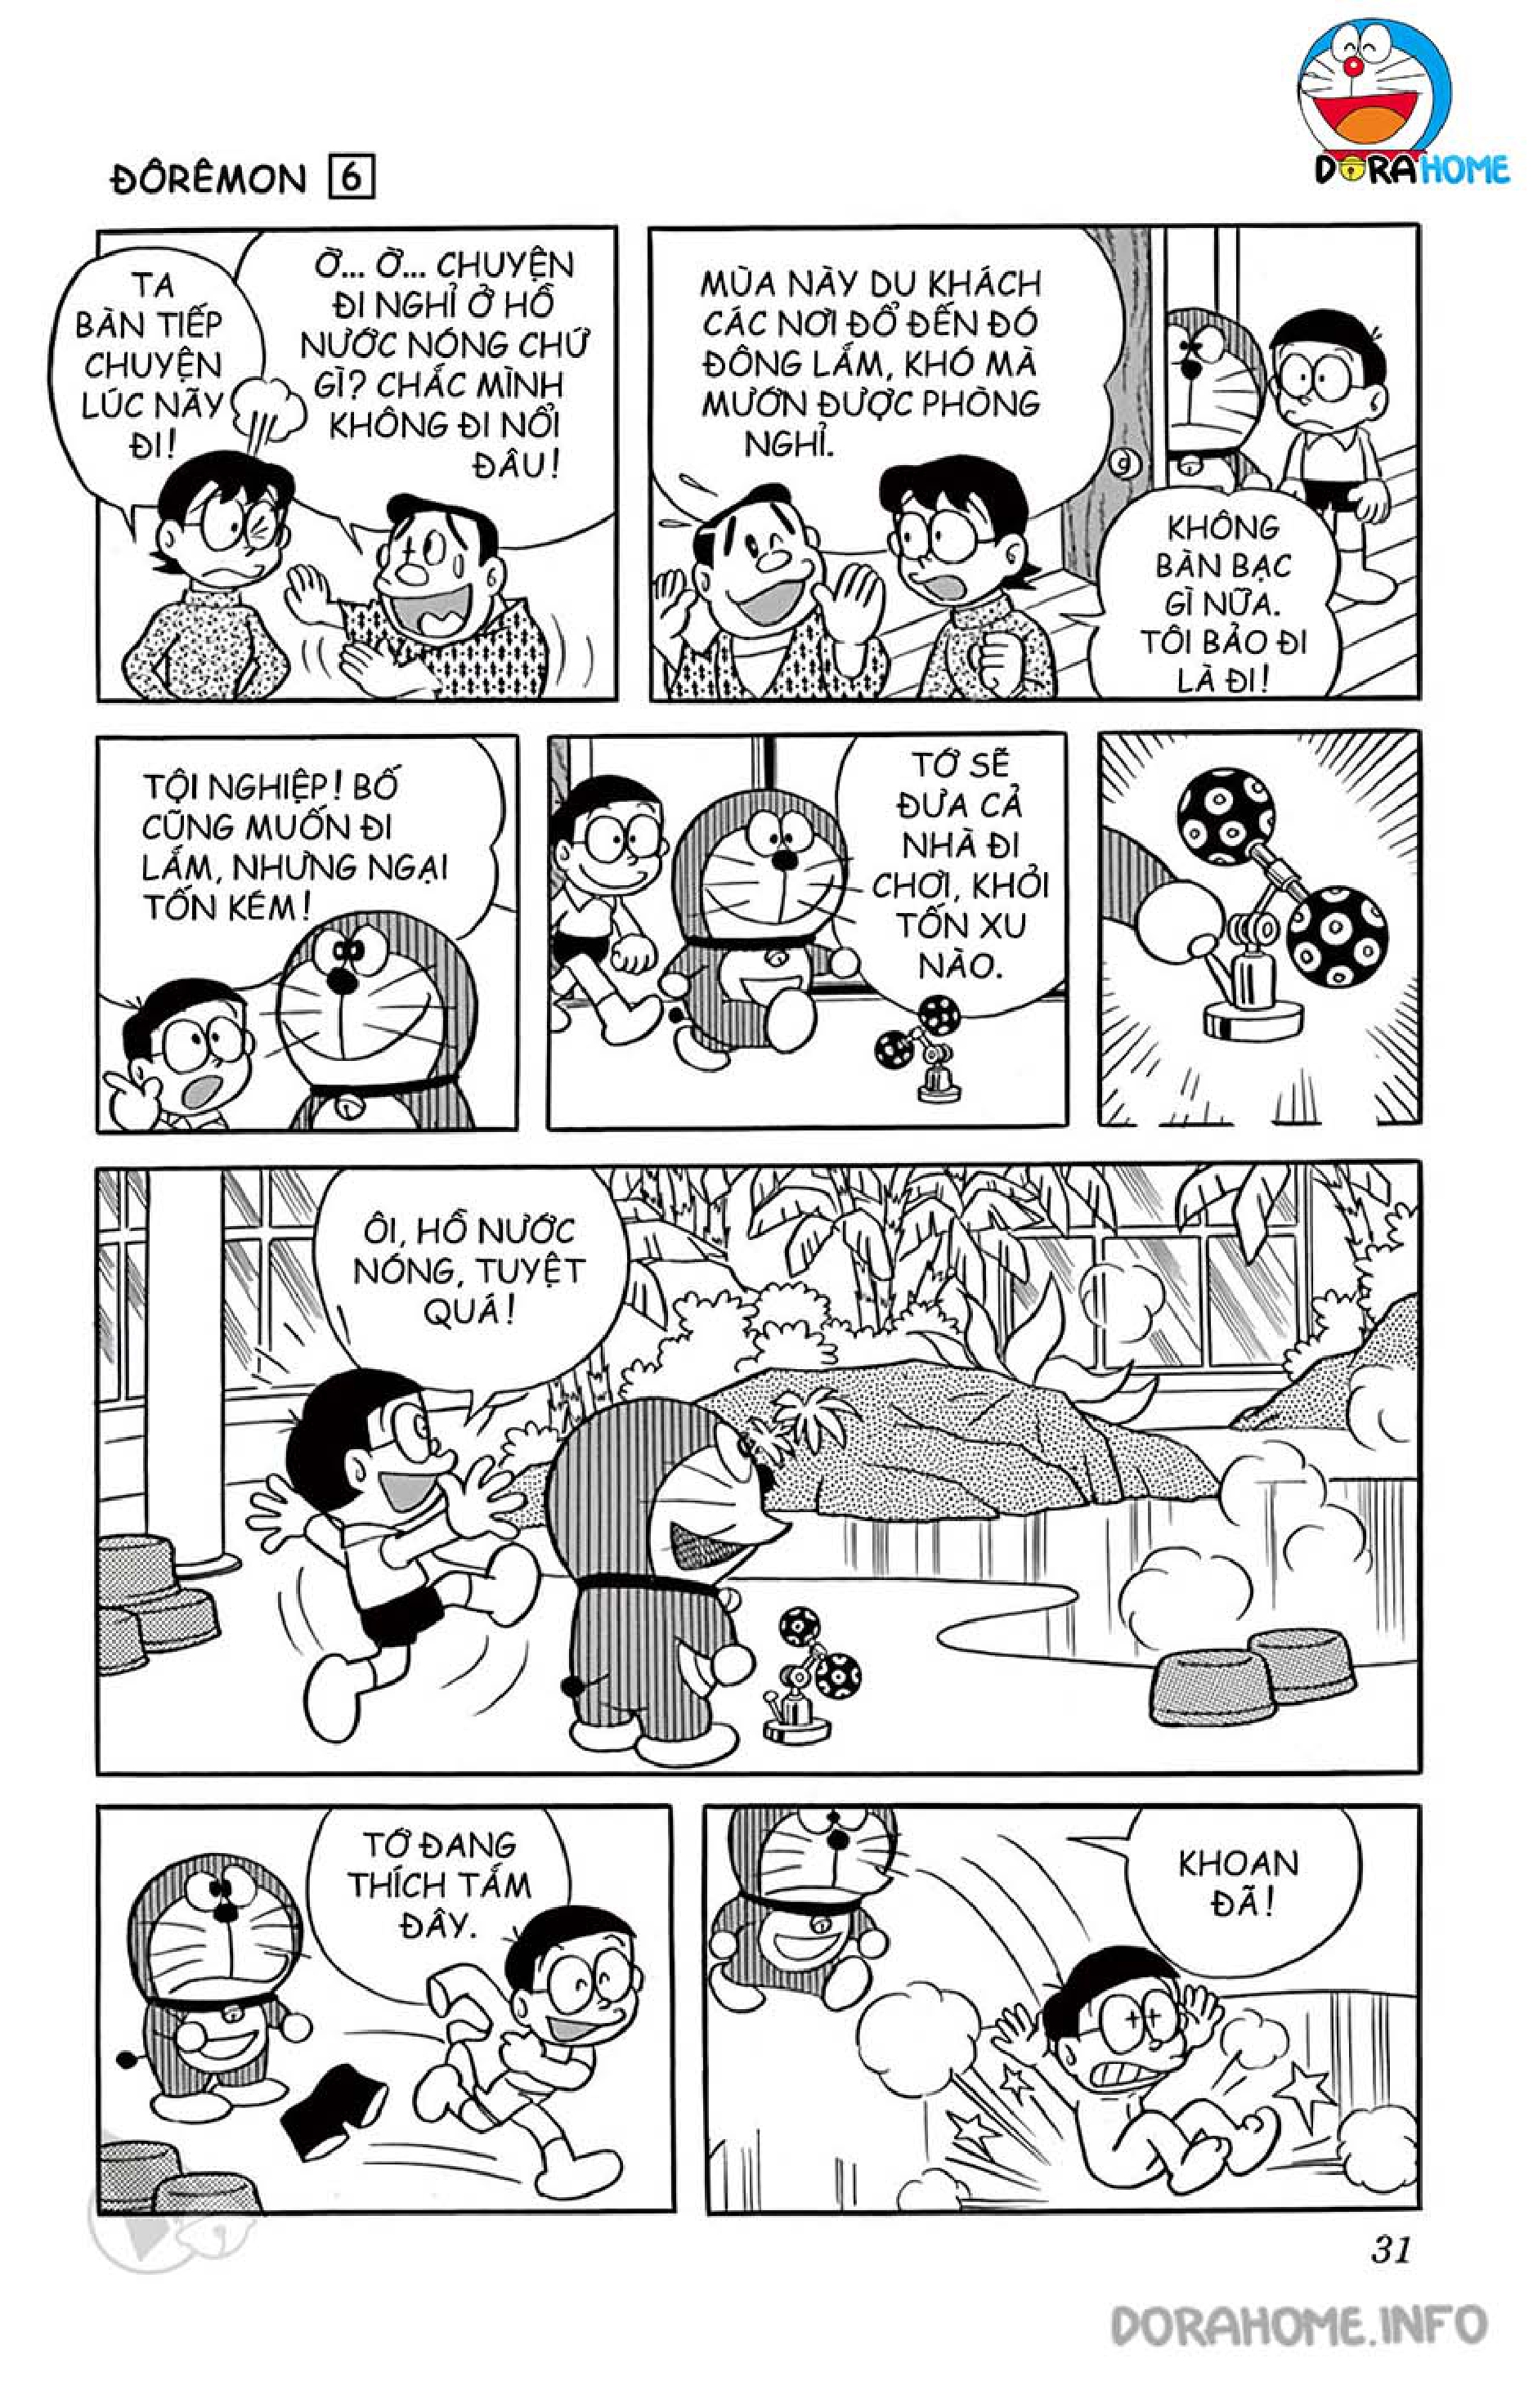 DORAHOME
ĐÔRÊMON 6
TA
BÀN TIẾP
CHUYỆN
LÚC NÃY
ĐI!
Ờ... Ờ... CHUYỆN
ĐI NGHỈ Ở HỒ
NƯỚC NÓNG CHỨ
GÌ? CHẮC MÌNH
KHÔNG ĐI NỔI
ĐÂU!
MÙA NÀY DU KHÁCH
CÁC NƠI ĐỔ ĐẾN ĐÓ
ĐÔNG LẮM, KHÓ MÀ
MƯỚN ĐƯỢC PHÒNG
NGHỈ.
KHÔNG
BÀN BẠC
GÌ NỮA.
TÔI BẢO ĐI
LÀ ĐI!
TỘI NGHIỆP! BỐ
CŨNG MUỐN ĐI
LẮM, NHƯNG NGẠI
TỐN KÉM!
TỚ SẼ
ĐƯA CẢ
NHÀ ĐI
CHƠI, KHỎI
TỐN XU
NÀO.
ÔI, HỒ NƯỚC
NÓNG, TUYỆT
QUÁ!
TỚ ĐANG
THÍCH TẮM
ĐÂY.
KHOAN
ĐÃ!
31
DORAHOME.INFO